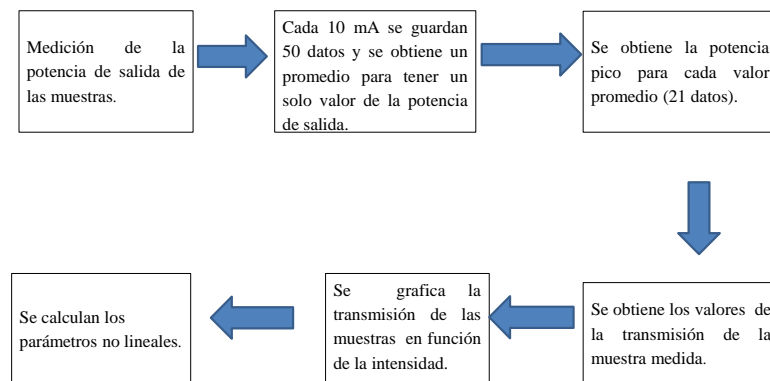 Medición de la
potencia de salida de
las muestras.
Cada 10 mA se guardan
50 datos y se obtiene un
promedio para tener un
solo valor de la potencia
de salida.
Se obtiene la potencia
pico para cada valor
promedio (21 datos).
Se obtiene los valores de
la transmisión de la
muestra medida.
Se grafica la
transmisión de las
muestras en función
de la intensidad.
Se calculan los
parámetros no lineales.